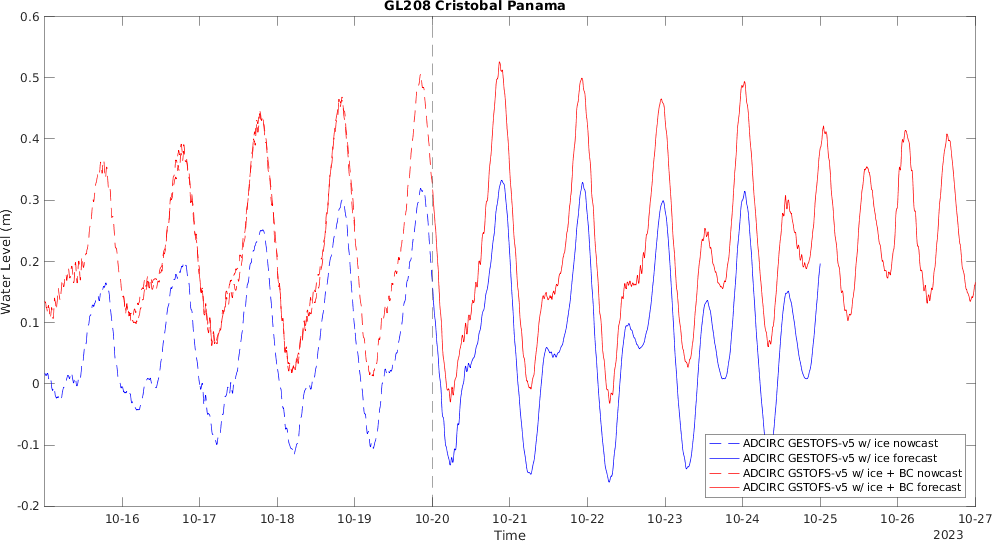 GL208 Cristobal Panama
0.6
0.5
0.4
0.3
0.2
0.1
0
-0.1
-0.2
Water Level (m)
ADCIRC GESTOFS-v5 w/ ice nowcast
ADCIRC GESTOFS-v5 w/ ice forecast
ADCIRC GSTOFS-v5 w/ ice + BC nowcast
ADCIRC GSTOFS-v5 w/ ice + BC forecast
10-16 10-17 10-18 10-19 10-20 10-21 10-22 10-23 10-24 10-25 10-26 10-27
Time
2023